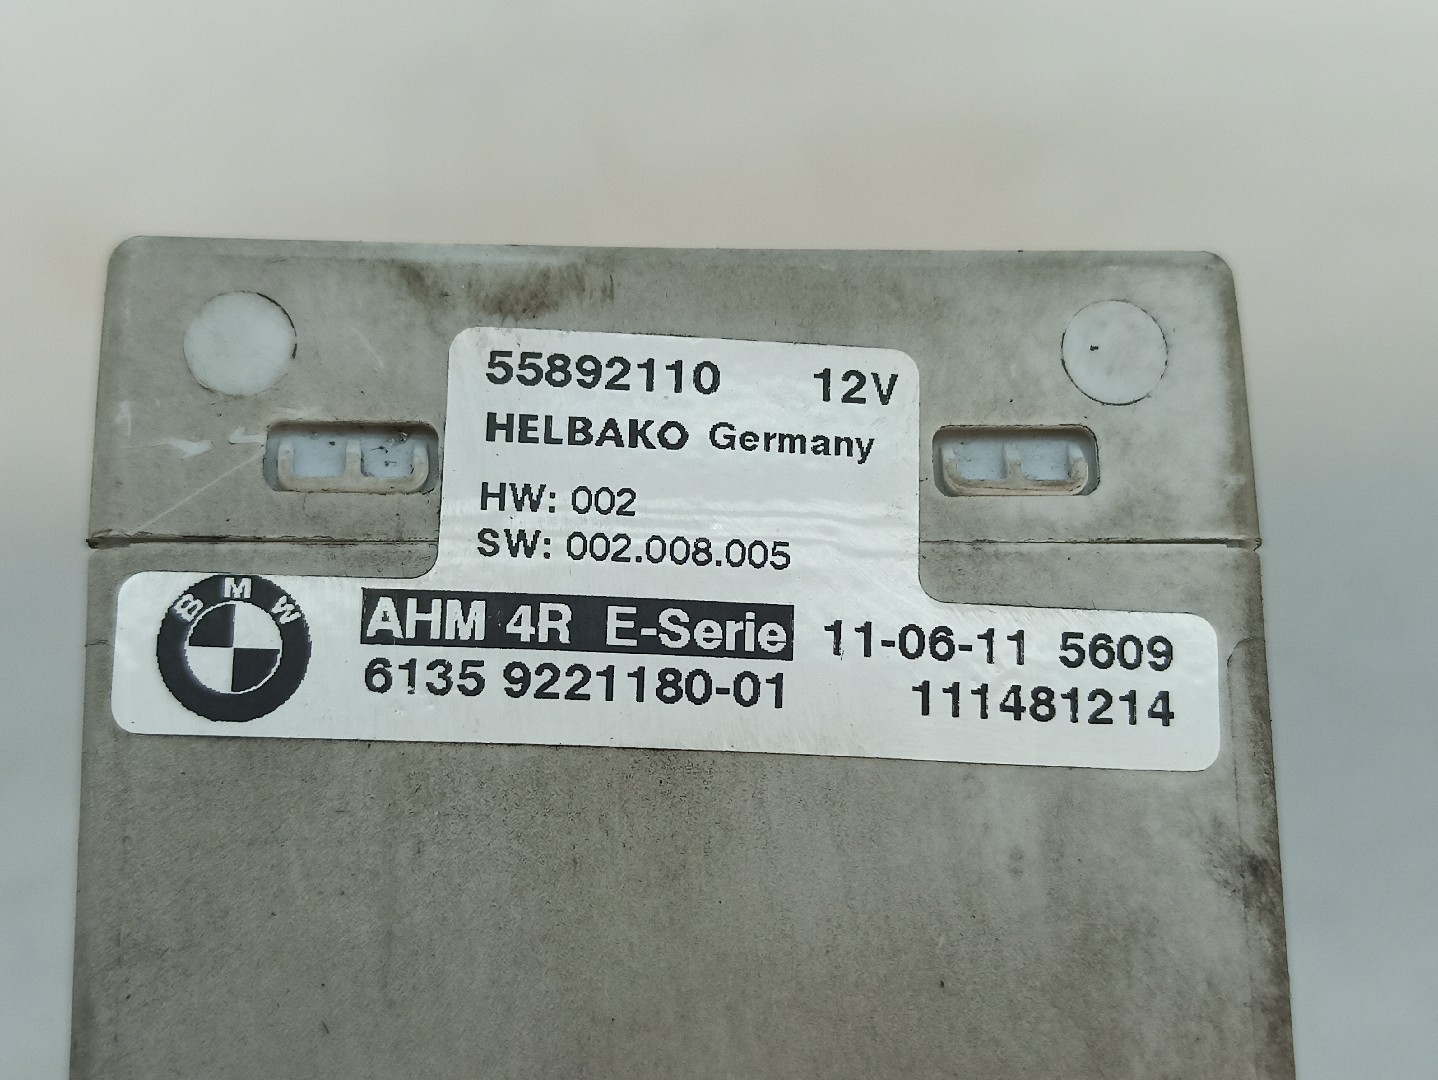 55892110 12V
HELBAKO Germany
HW: 002
SW: 002.008.005
BMW
AHM 4R E-Serie 11-06-11 5609
6135 9221180-01 111481214